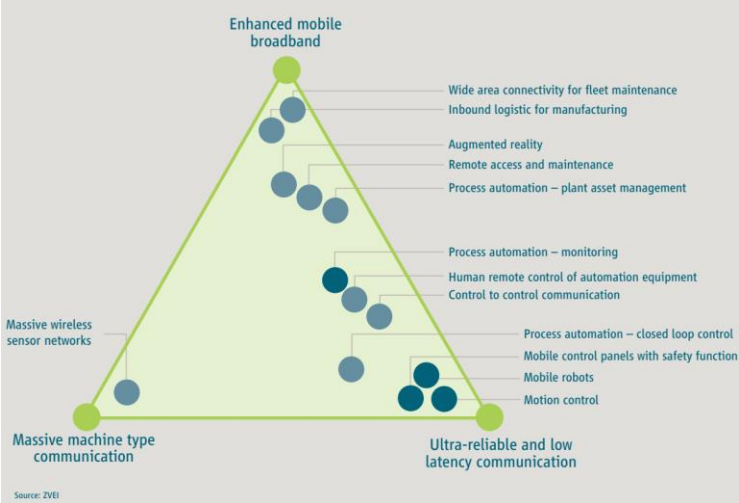 Enhanced mobile
broadband
Wide area connectivity for fleet maintenance
Inbound logistic for manufacturing
Augmented reality
Remote access and maintenance
Process automation – plant asset management
Process automation – monitoring
Human remote control of automation equipment
Control to control communication
Massive wireless
sensor networks
Process automation – closed loop control
Mobile control panels with safety function
Mobile robots
Motion control
Massive machine type
communication
Ultra-reliable and low
latency communication
Source: ZVEI